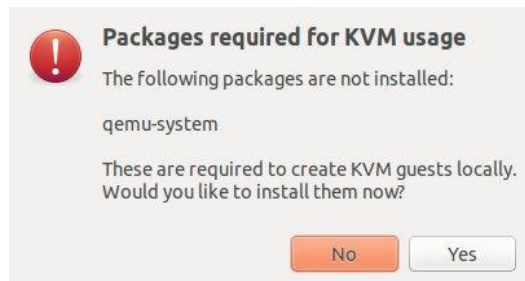 Packages required for KVM usage
The following packages are not installed:
qemu-system
These are required to create KVM guests locally.
Would you like to install them now?
No
Yes